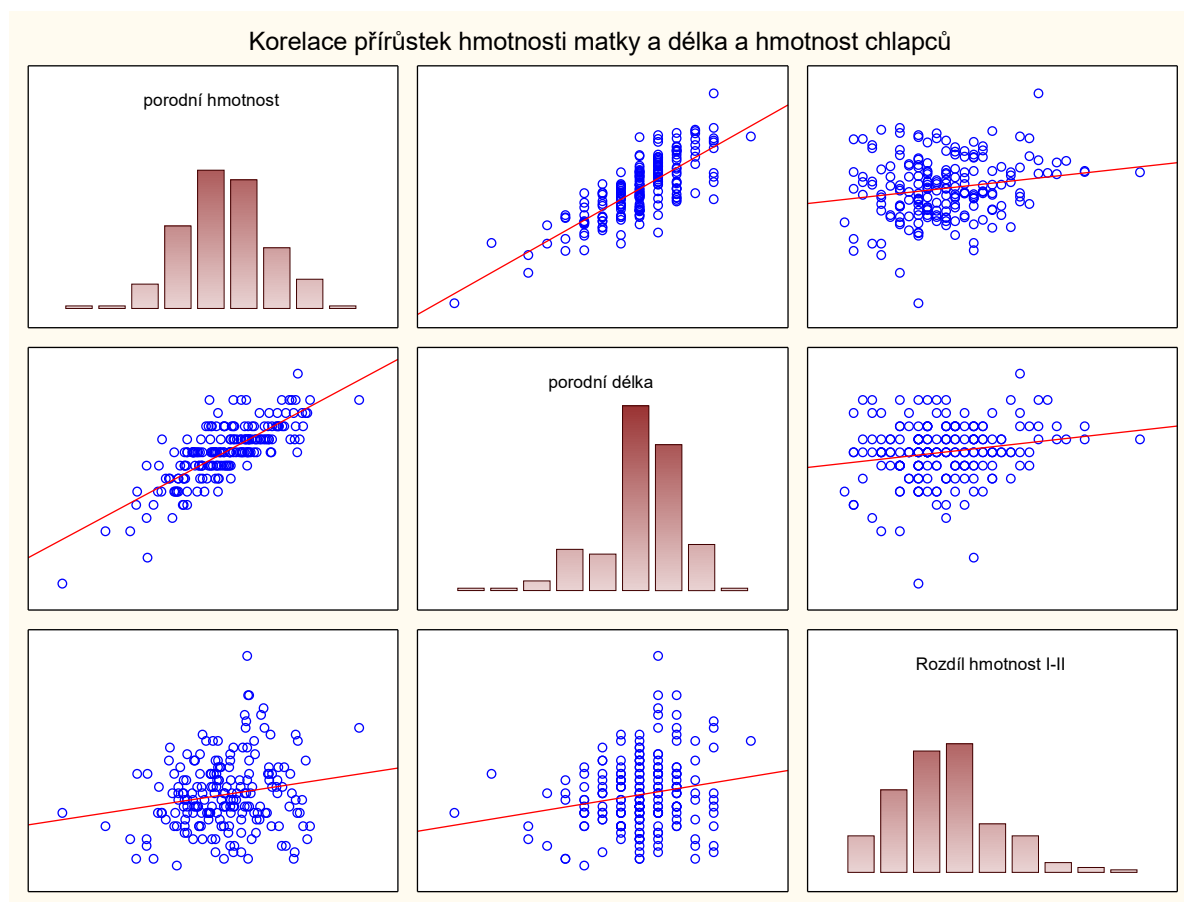 Korelace přírůstek hmotnosti matky a délka a hmotnost chlapců
porodní hmotnost
porodní délka
Rozdíl hmotnost I-II